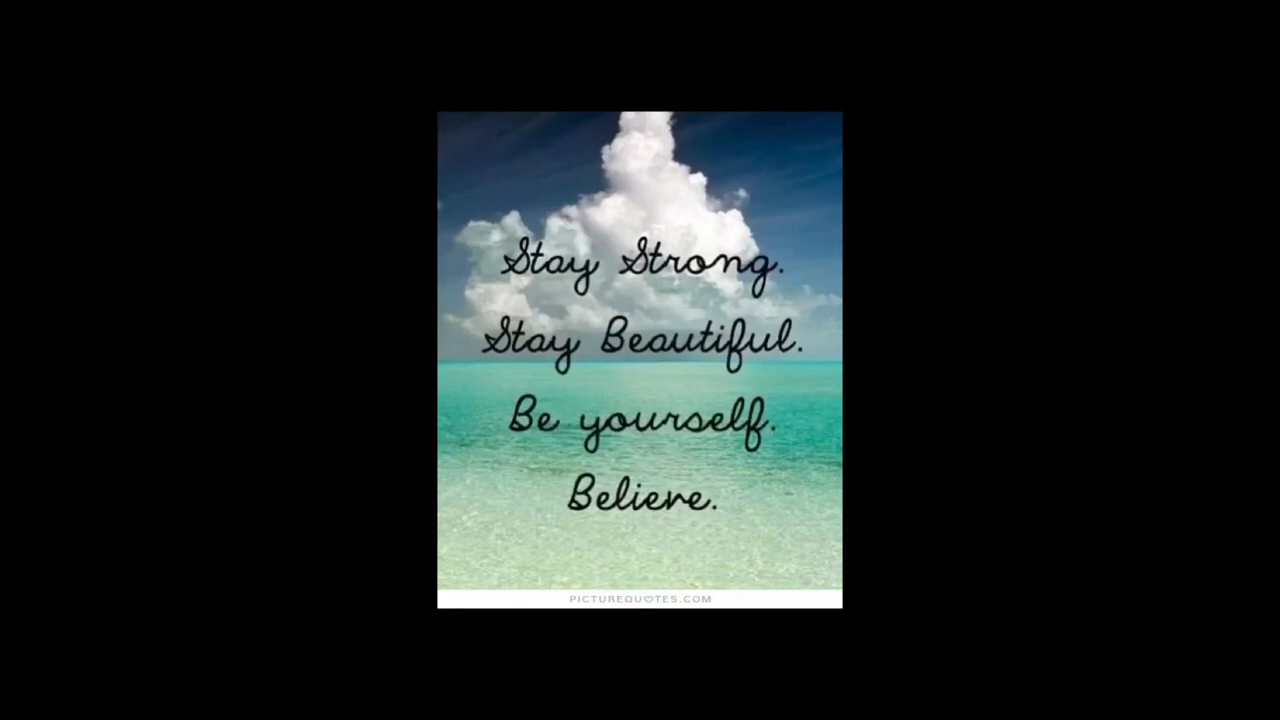 Stay Strong.
Stay Beautiful.
Be yourself.
Believe.
PICTUREQUOTES.COM